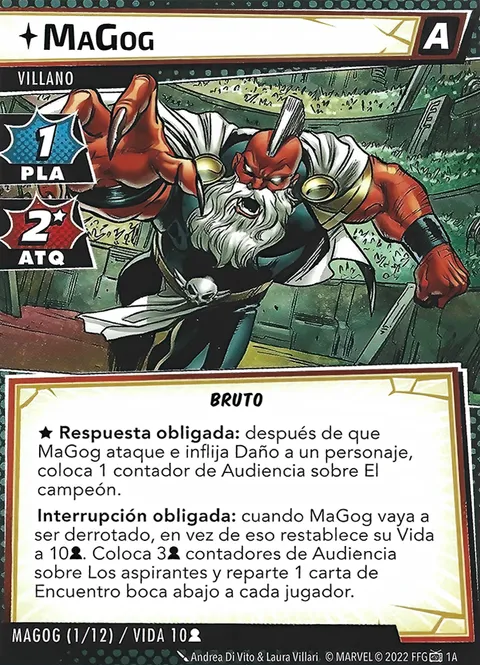 MaGog
A
VILLANO
1
PLA
2★
ATQ
BRUTO
★ Respuesta obligada: después de que
MaGog ataque e inflija Daño a un personaje,
coloca 1 contador de Audiencia sobre El
campeón.
Interrupción obligada: cuando MaGog vaya a
ser derrotado, en vez de eso restablece su Vida
a 10👤. Coloca 3👤 contadores de Audiencia
sobre Los aspirantes y reparte 1 carta de
Encuentro boca abajo a cada jugador.
MAGOG (1/12) / VIDA 10👤
Andrea Di Vito & Laura Villari © MARVEL © 2022 FFG 1A